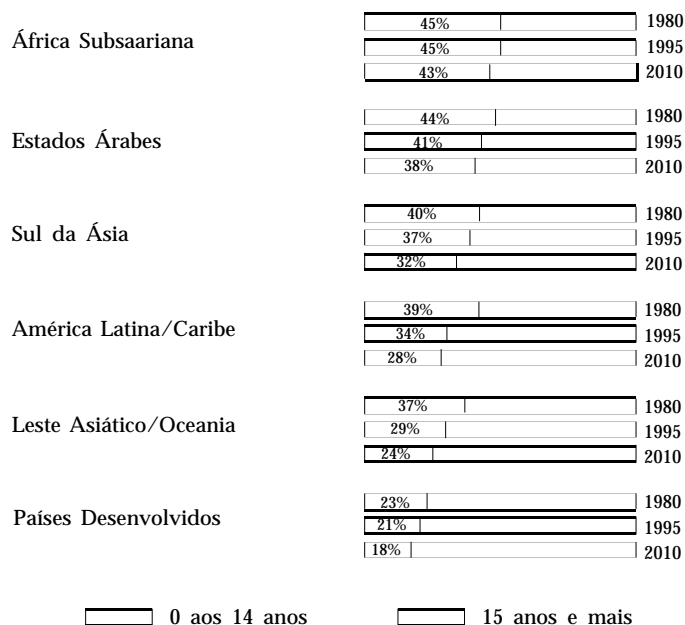 45% 1980
África Subsaariana 45% 1995
43% 2010
44% 1980
Estados Árabes 41% 1995
38% 2010
40% 1980
Sul da Ásia 37% 1995
32% 2010
39% 1980
América Latina/Caribe 34% 1995
28% 2010
37% 1980
Leste Asiático/Oceania 29% 1995
24% 2010
23% 1980
Países Desenvolvidos 21% 1995
18% 2010
0 aos 14 anos 15 anos e mais